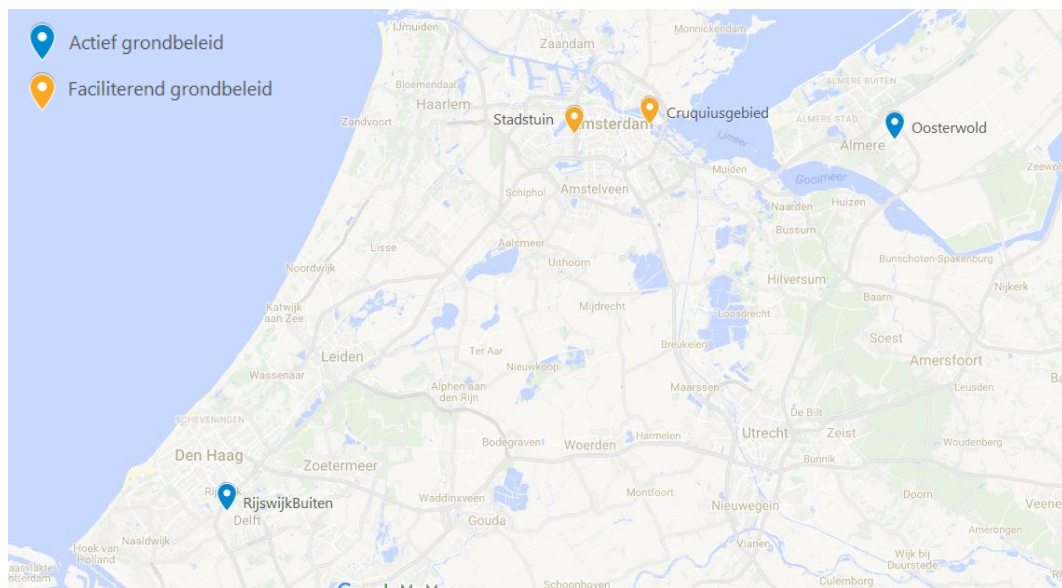 Actief grondbeleid
Faciliterend grondbeleid
IJmuiden
Monnickendam
Zaandam
Bloemendaal
Haarlem
Zandvoort
Stadstuin
Amsterdam
Cruquiusgebied
ALMERE BUITEN
ALMERE STAD
Almere
Oosterwold
IJmeer
Muiden
Gooimeer
Zeewol
Schiphol
Amstelveen
Naarden
Huizen
Bussum
Lisse
Aalsmeer
Uithoorn
Bunschoten-Spakenburg
Noordwijk
Hilversum
Nijkerk
Baarn
Katwijk
aan Zee
Mijdrecht
Loosdrecht
Soest
Leiden
Ter Aar
Breukelen
Amersfoort
Nieuwkoop
Wassenaar
Alphen aan
den Rijn
Maarssen
Leusden
SCHEVENINGEN
De Bilt
Den Haag
Utrecht
Zeist
Bodegraven
Woerden
Harmelen
Woudenberg
Zoetermeer
Bunnik
RijswijkBuiten
Delft
Waddinxveen
Montfoort
Doorn
Gouda
Nieuwegein
Veene
Naaldwijk
Amerongen
Hoek van
Holland
Vianen
Wijk bij
Duurstede
aasvlakte
otterdam
Schoonhoven
Culemborg